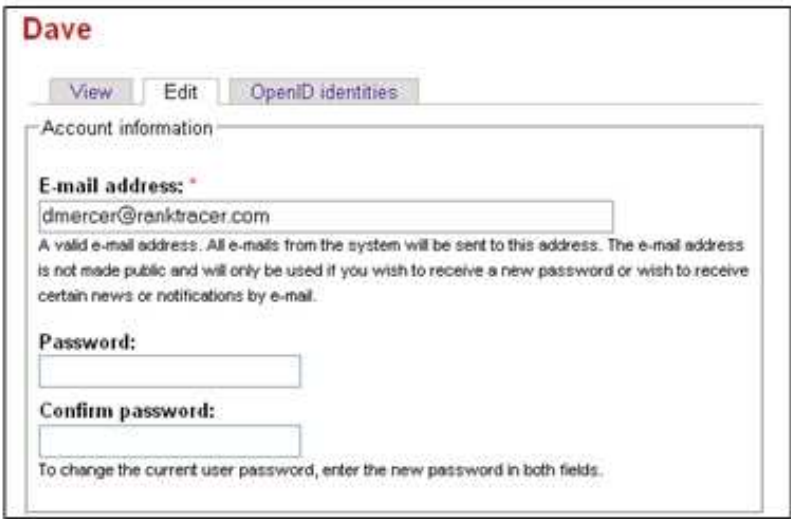 Dave
View Edit OpenID identities
Account information
E-mail address: *
dmercer@ranktracer.com
A valid e-mail address. All e-mails from the system will be sent to this address. The e-mail address
is not made public and will only be used if you wish to receive a new password or wish to receive
certain news or notifications by e-mail.
Password:
Confirm password:
To change the current user password, enter the new password in both fields.